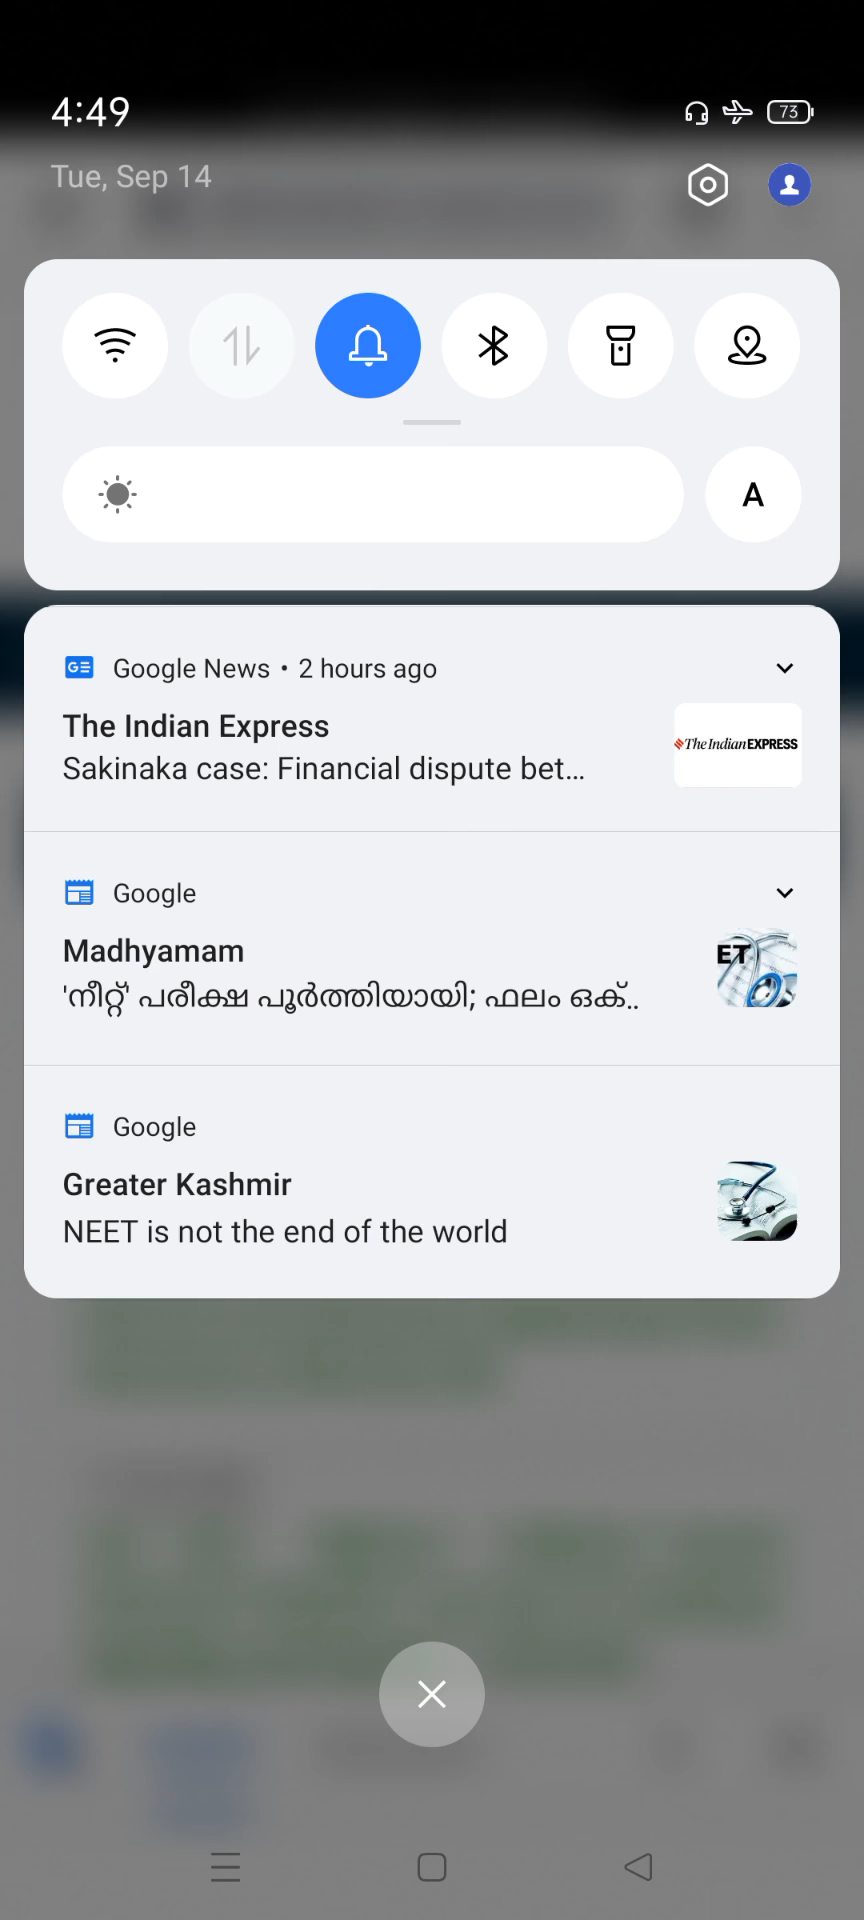 4:49
73
Tue, Sep 14
A
Google News • 2 hours ago
The Indian Express
Sakinaka case: Financial dispute bet...
The Indian EXPRESS
Google
Madhyamam
'നീറ്റ്' പരീക്ഷ പൂർത്തിയായി; ഫലം ഒക്..
ET
Google
Greater Kashmir
NEET is not the end of the world